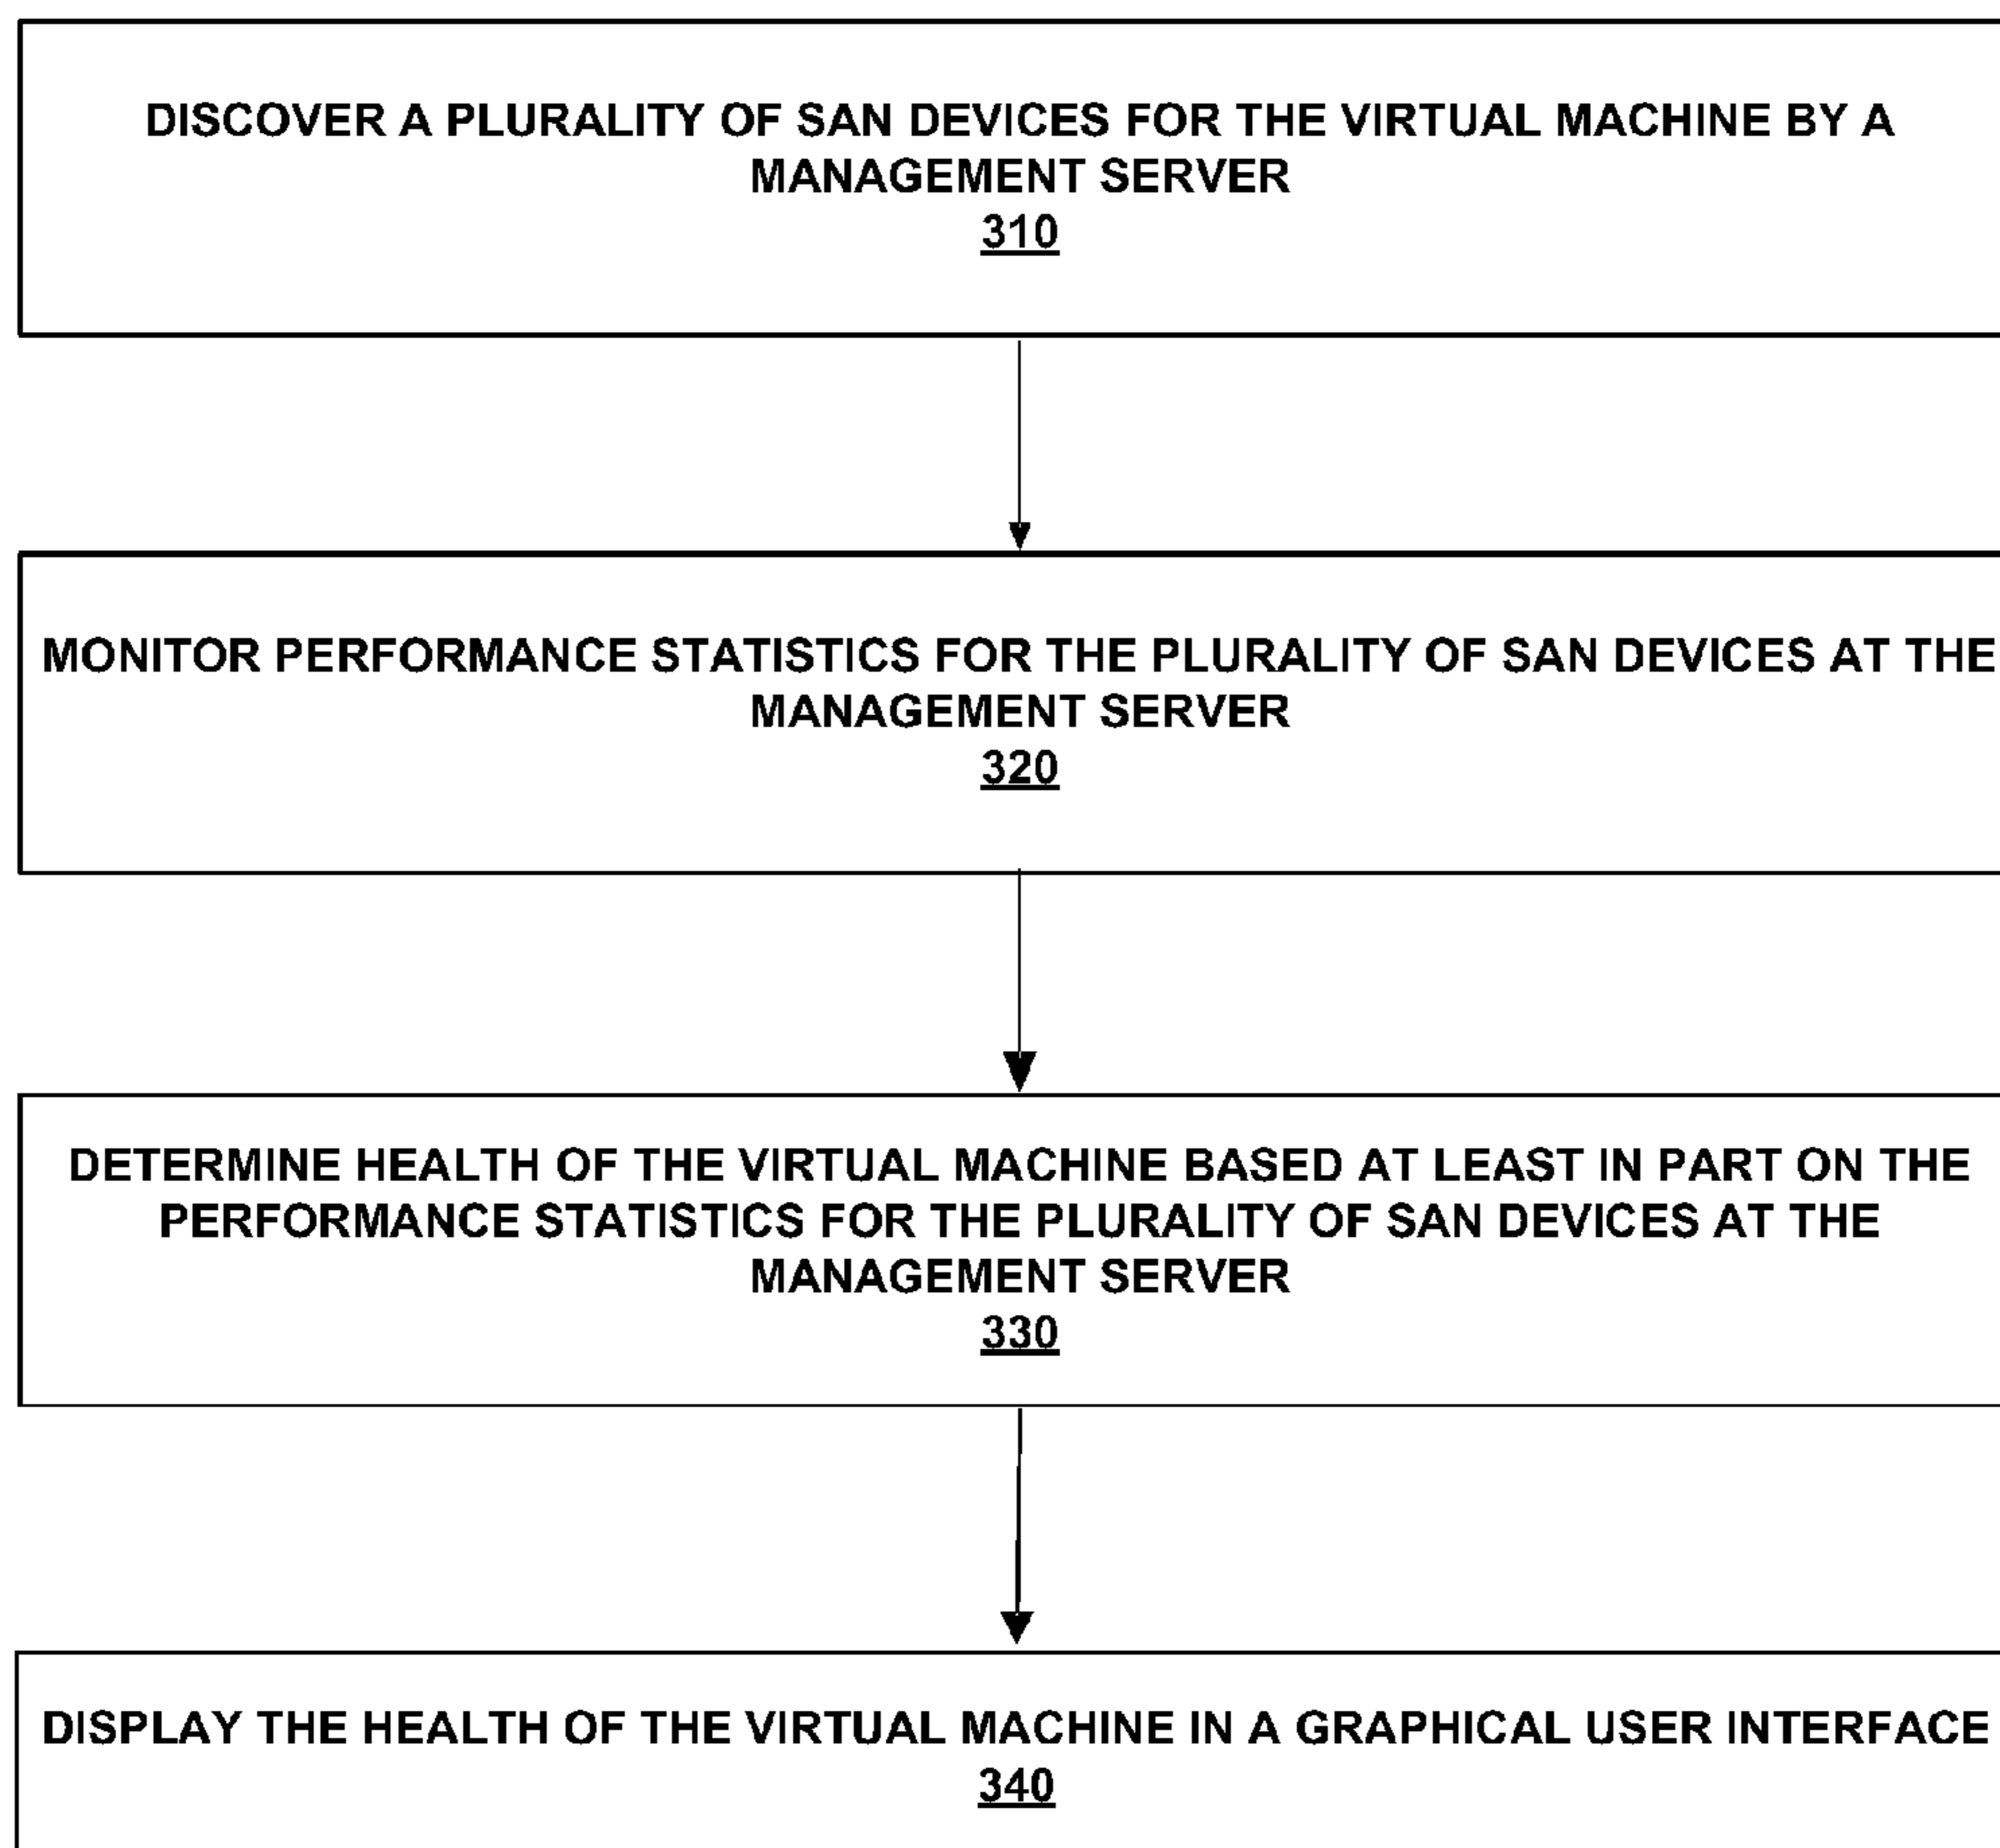 DISCOVER A PLURALITY OF SAN DEVICES FOR THE VIRTUAL MACHINE BY A
MANAGEMENT SERVER
310
MONITOR PERFORMANCE STATISTICS FOR THE PLURALITY OF SAN DEVICES AT THE
MANAGEMENT SERVER
320
DETERMINE HEALTH OF THE VIRTUAL MACHINE BASED AT LEAST IN PART ON THE
PERFORMANCE STATISTICS FOR THE PLURALITY OF SAN DEVICES AT THE
MANAGEMENT SERVER
330
DISPLAY THE HEALTH OF THE VIRTUAL MACHINE IN A GRAPHICAL USER INTERFACE
340